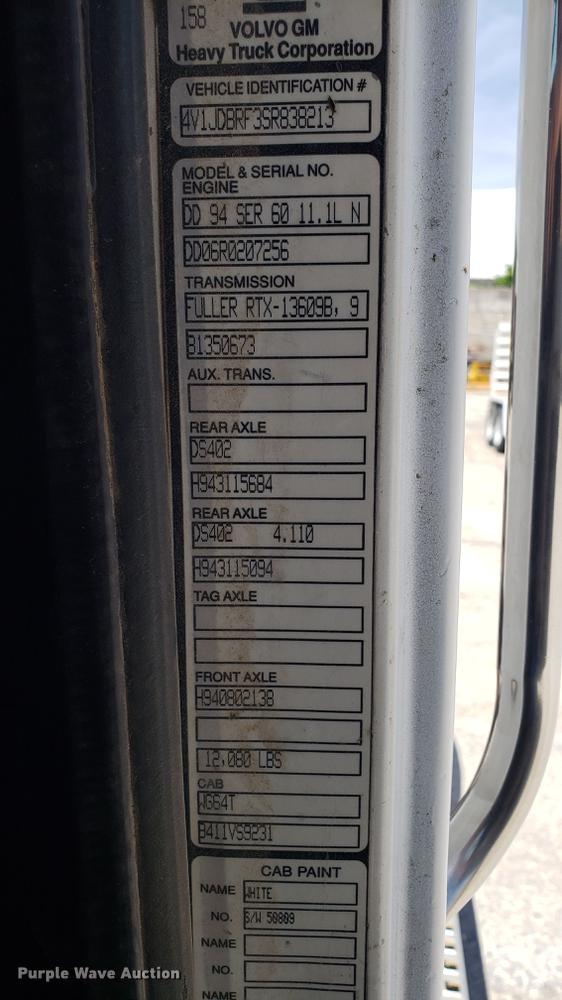 158
VOLVO GM
Heavy Truck Corporation
VEHICLE IDENTIFICATION #
4V1JDBRF3SR838213
MODEL & SERIAL NO.
ENGINE
DD 94 SER 60 11.1L N
DD06R0207256
TRANSMISSION
FULLER RTX-13609B, 9
B1350673
AUX. TRANS.
REAR AXLE
DS402
H943115684
REAR AXLE
DS402 4.110
H943115094
TAG AXLE
FRONT AXLE
H940802138
12,080 LBS
CAB
WG64T
B411VS9231
CAB PAINT
NAME WHITE
NO. S/W 50809
NAME
NO.
NAME
Purple Wave Auction